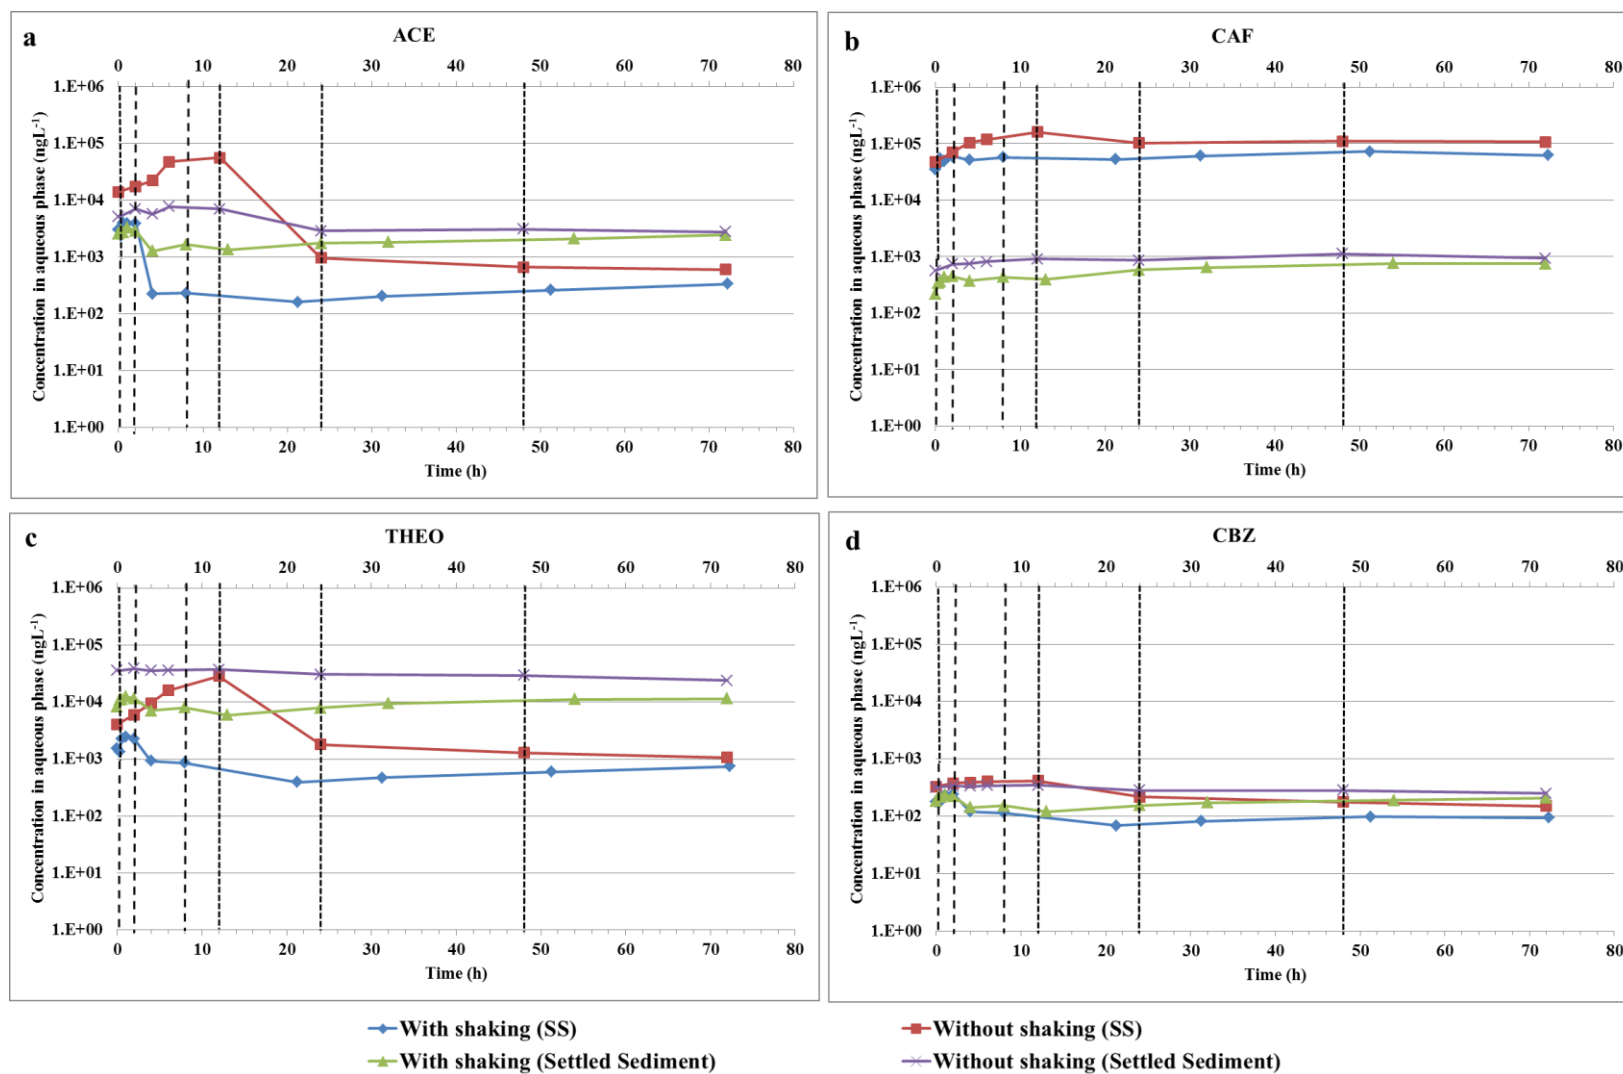 a
ACE
0 10 20 30 40 50 60 70 80
1.E+06
1.E+05
1.E+04
1.E+03
1.E+02
1.E+01
1.E+00
Concentration in aqueous phase (ngL⁻¹)
0 10 20 30 40 50 60 70 80
Time (h)
b
CAF
0 10 20 30 40 50 60 70 80
1.E+06
1.E+05
1.E+04
1.E+03
1.E+02
1.E+01
1.E+00
Concentration in aqueous phase (ngL⁻¹)
0 10 20 30 40 50 60 70 80
Time (h)
c
THEO
0 10 20 30 40 50 60 70 80
1.E+06
1.E+05
1.E+04
1.E+03
1.E+02
1.E+01
1.E+00
Concentration in aqueous phase (ngL⁻¹)
0 10 20 30 40 50 60 70 80
Time (h)
d
CBZ
0 10 20 30 40 50 60 70 80
1.E+06
1.E+05
1.E+04
1.E+03
1.E+02
1.E+01
1.E+00
Concentration in aqueous phase (ngL⁻¹)
0 10 20 30 40 50 60 70 80
Time (h)
With shaking (SS)
Without shaking (SS)
With shaking (Settled Sediment)
Without shaking (Settled Sediment)